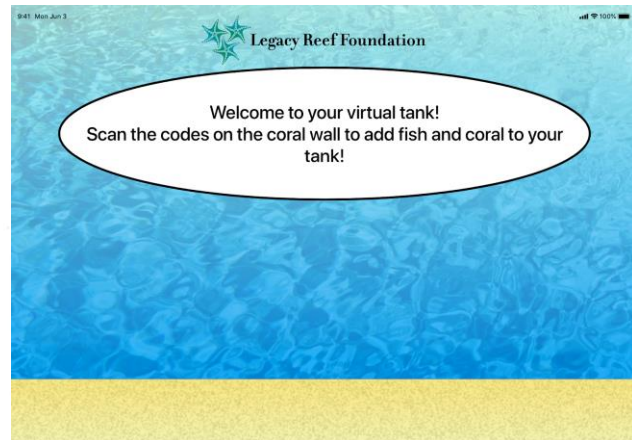 9:41 Mon Jun 3
100%
Legacy Reef Foundation
Welcome to your virtual tank!
Scan the codes on the coral wall to add fish and coral to your
tank!